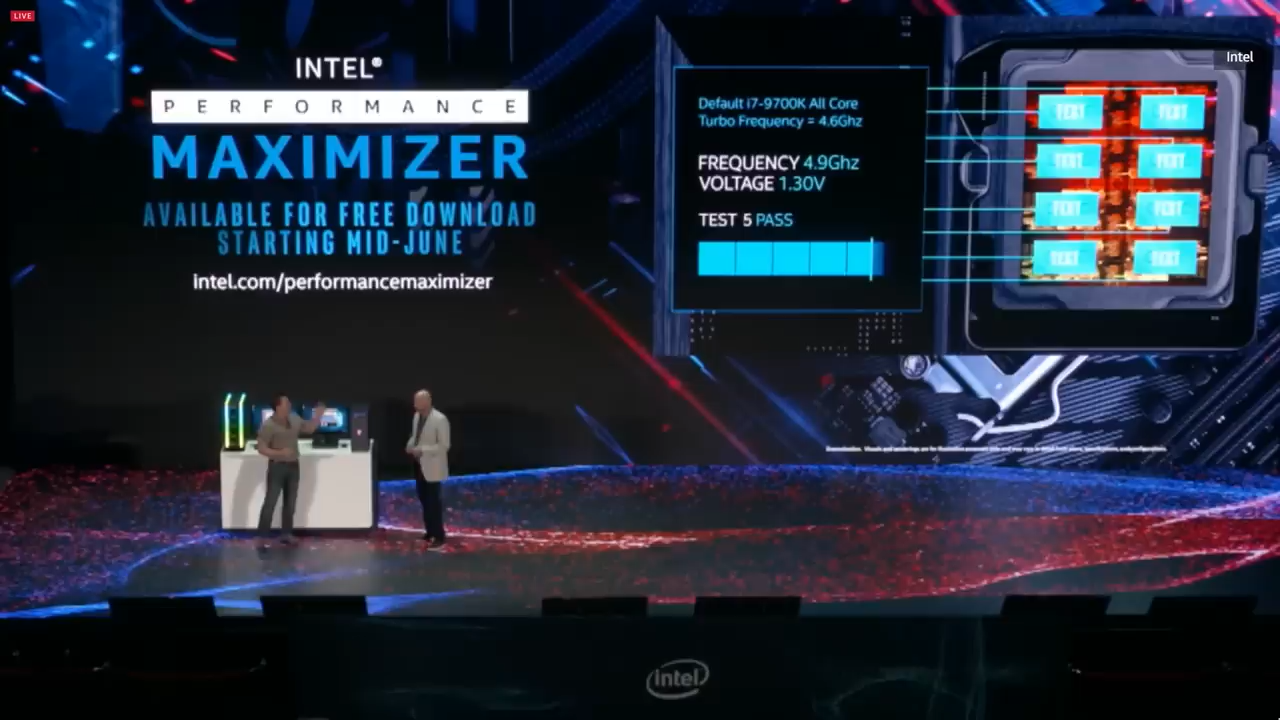 LIVE
Intel
INTEL®
PERFORMANCE
MAXIMIZER
AVAILABLE FOR FREE DOWNLOAD
STARTING MID-JUNE
intel.com/performancemaximizer
Default i7-9700K All Core
Turbo Frequency = 4.6Ghz
FREQUENCY 4.9Ghz
VOLTAGE 1.30V
TEST 5 PASS
TEST TEST
TEST TEST
TEST TEST
TEST TEST
intel